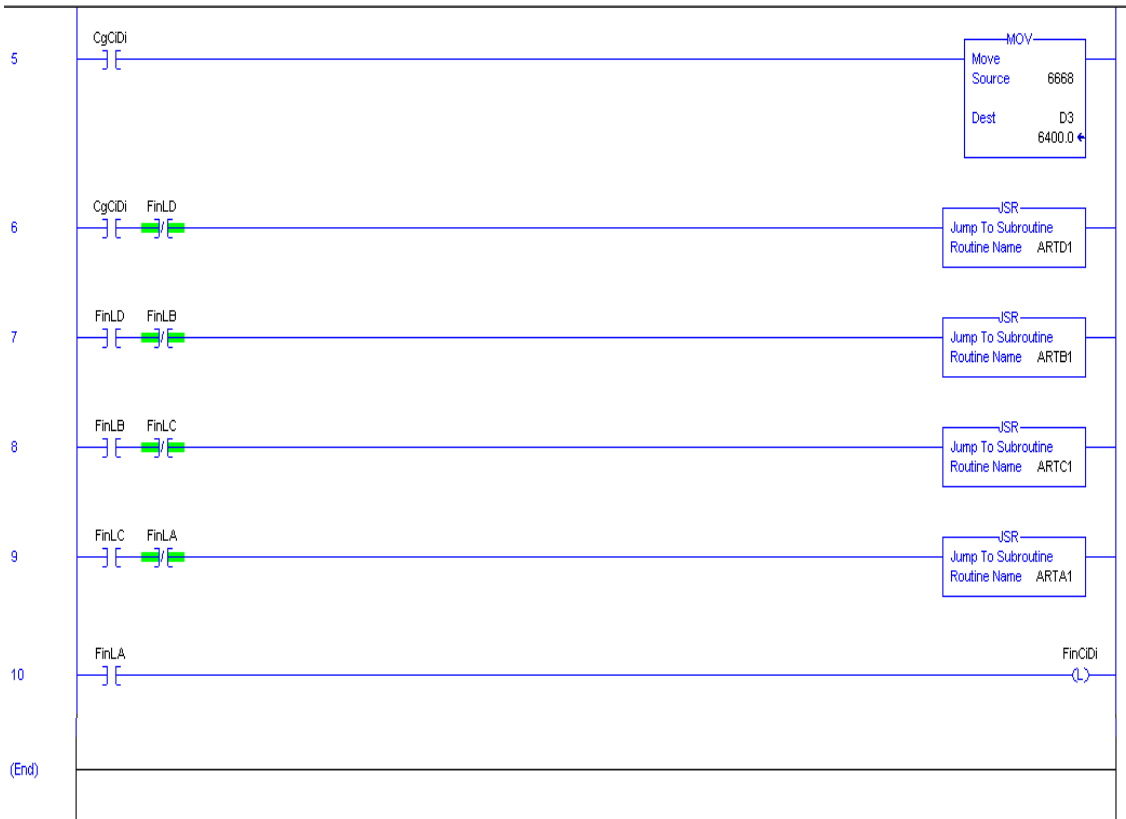 CgCiDi
MOV
5
Move
Source 6668
Dest D3
6400.0
CgCiDi FinLD
JSR
6
Jump To Subroutine
Routine Name ARTD1
FinLD FinLB
JSR
7
Jump To Subroutine
Routine Name ARTB1
FinLB FinLC
JSR
8
Jump To Subroutine
Routine Name ARTC1
FinLC FinLA
JSR
9
Jump To Subroutine
Routine Name ARTA1
FinLA FinCiDi
10
L
(End)